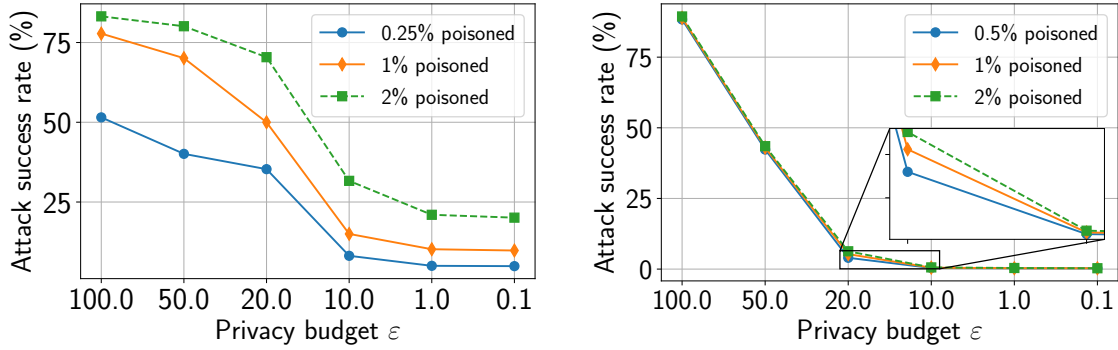 Attack success rate (%)
75
50
25
0.25% poisoned
1% poisoned
2% poisoned
100.0 50.0 20.0 10.0 1.0 0.1
Privacy budget ε
Attack success rate (%)
75
50
25
0
0.5% poisoned
1% poisoned
2% poisoned
100.0 50.0 20.0 10.0 1.0 0.1
Privacy budget ε